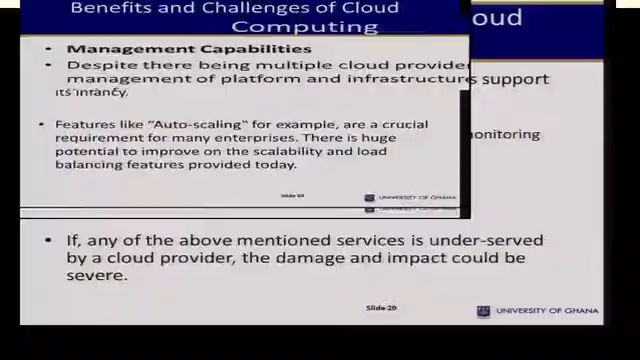 Benefits and Challenges of Cloud
Computing
oud
• Management Capabilities
• Despite there being multiple cloud provider
management of platform and infrastructure
s support
its infancy.
• Features like “Auto-scaling” for example, are a crucial
requirement for many enterprises. There is huge
potential to improve on the scalability and load
balancing features provided today.
onitoring
UNIVERSITY OF GHANA
UNIVERSITY OF GHANA
• If, any of the above mentioned services is under-served
by a cloud provider, the damage and impact could be
severe.
Slide 29
UNIVERSITY OF GHANA